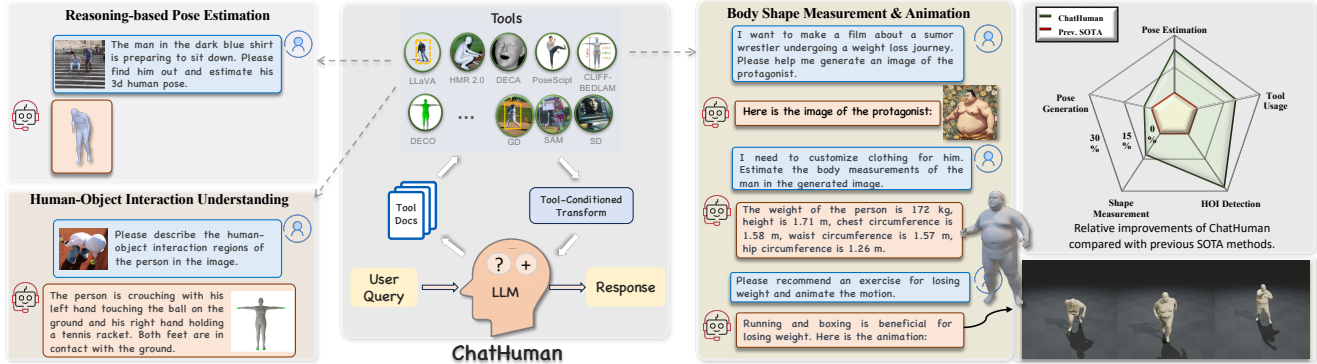 Reasoning-based Pose Estimation
The man in the dark blue shirt
is preparing to sit down. Please
find him out and estimate his
3d human pose.
Human-Object Interaction Understanding
Please describe the human-
object interaction regions of
the person in the image.
The person is crouching with his
left hand touching the ball on the
ground and his right hand holding
a tennis racket. Both feet are in
contact with the ground.
Tools
LLaVA
HMR 2.0
DECA
PoseScipt
CLIFF-
BEDLAM
DECO
...
GD
SAM
SD
Tool
Docs
Tool-Conditioned
Transform
? +
LLM
User
Query
Response
ChatHuman
Body Shape Measurement & Animation
I want to make a film about a sumor
wrestler undergoing a weight loss journey.
Please help me generate an image of the
protagonist.
Here is the image of the protagonist:
I need to customize clothing for him.
Estimate the body measurements of the
man in the generated image.
The weight of the person is 172 kg,
height is 1.71 m, chest circumference is
1.58 m, waist circumference is 1.57 m,
hip circumference is 1.26 m.
Please recommend an exercise for losing
weight and animate the motion.
Running and boxing is beneficial for
losing weight. Here is the animation:
ChatHuman
Prev. SOTA
Pose Estimation
Tool
Usage
Pose
Generation
30
%
15
%
0
%
Shape
Measurement
HOI Detection
Relative improvements of ChatHuman
compared with previous SOTA methods.